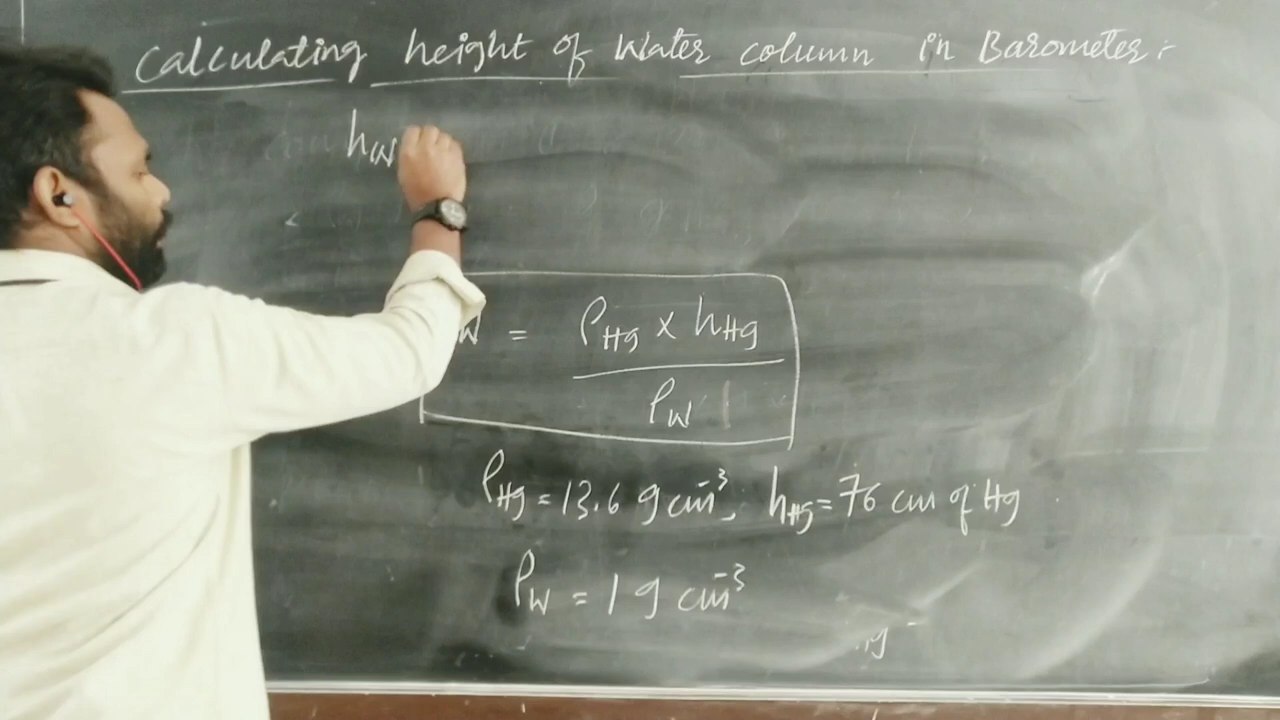 Calculating height of Water column in Barometer:-
hW
W = ρHg x hHg
ρW
ρHg = 13.6 g cm⁻³, hHg = 76 cm of Hg
ρW = 1 g cm⁻³